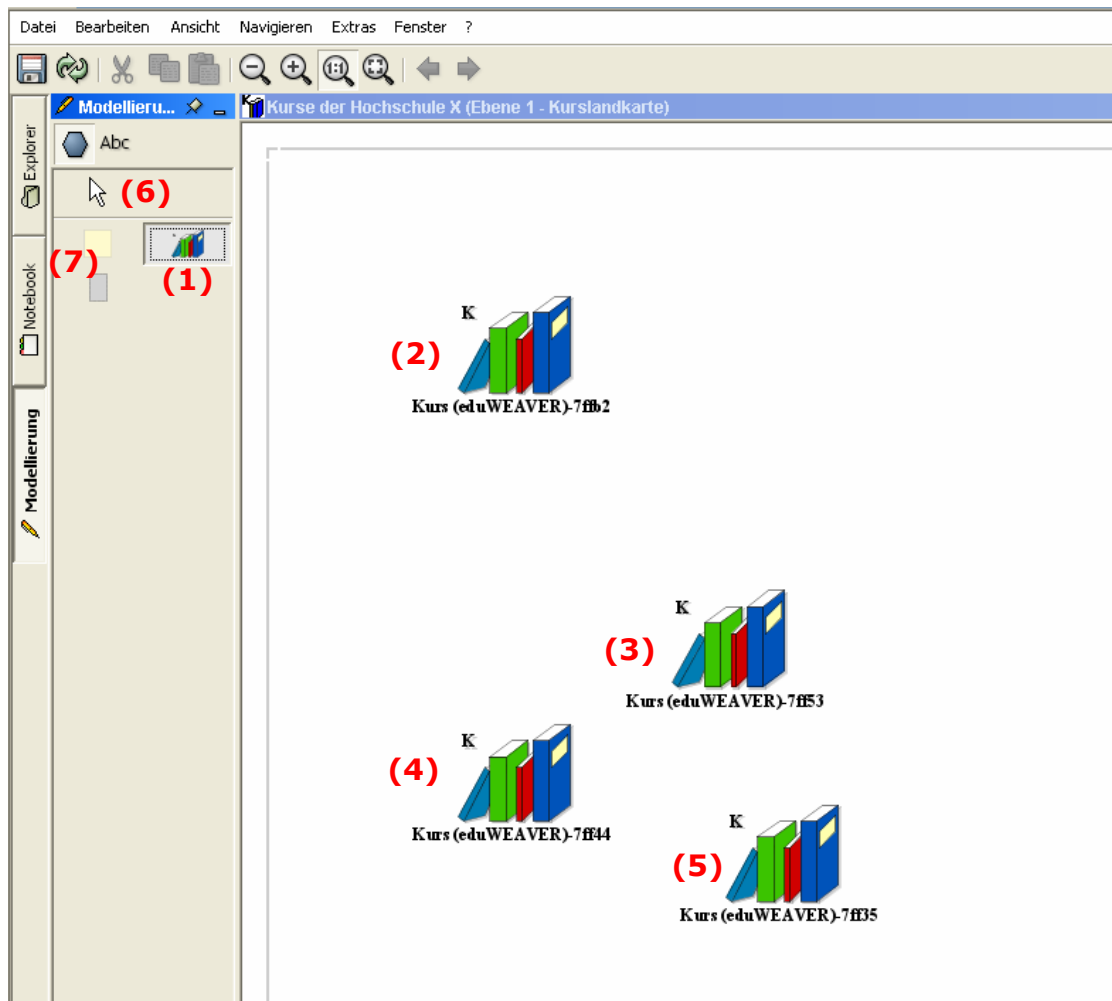 Datei Bearbeiten Ansicht Navigieren Extras Fenster ?
Modellieru... Kurse der Hochschule X (Ebene 1 - Kurslandkarte)
Abc
Explorer
Notebook
Modellierung
(6)
(7)
(1)
K
(2)
Kurs (eduWEAVER)-7ffb2
K
(3)
Kurs (eduWEAVER)-7ff53
K
(4)
Kurs (eduWEAVER)-7ff44
K
(5)
Kurs (eduWEAVER)-7ff35